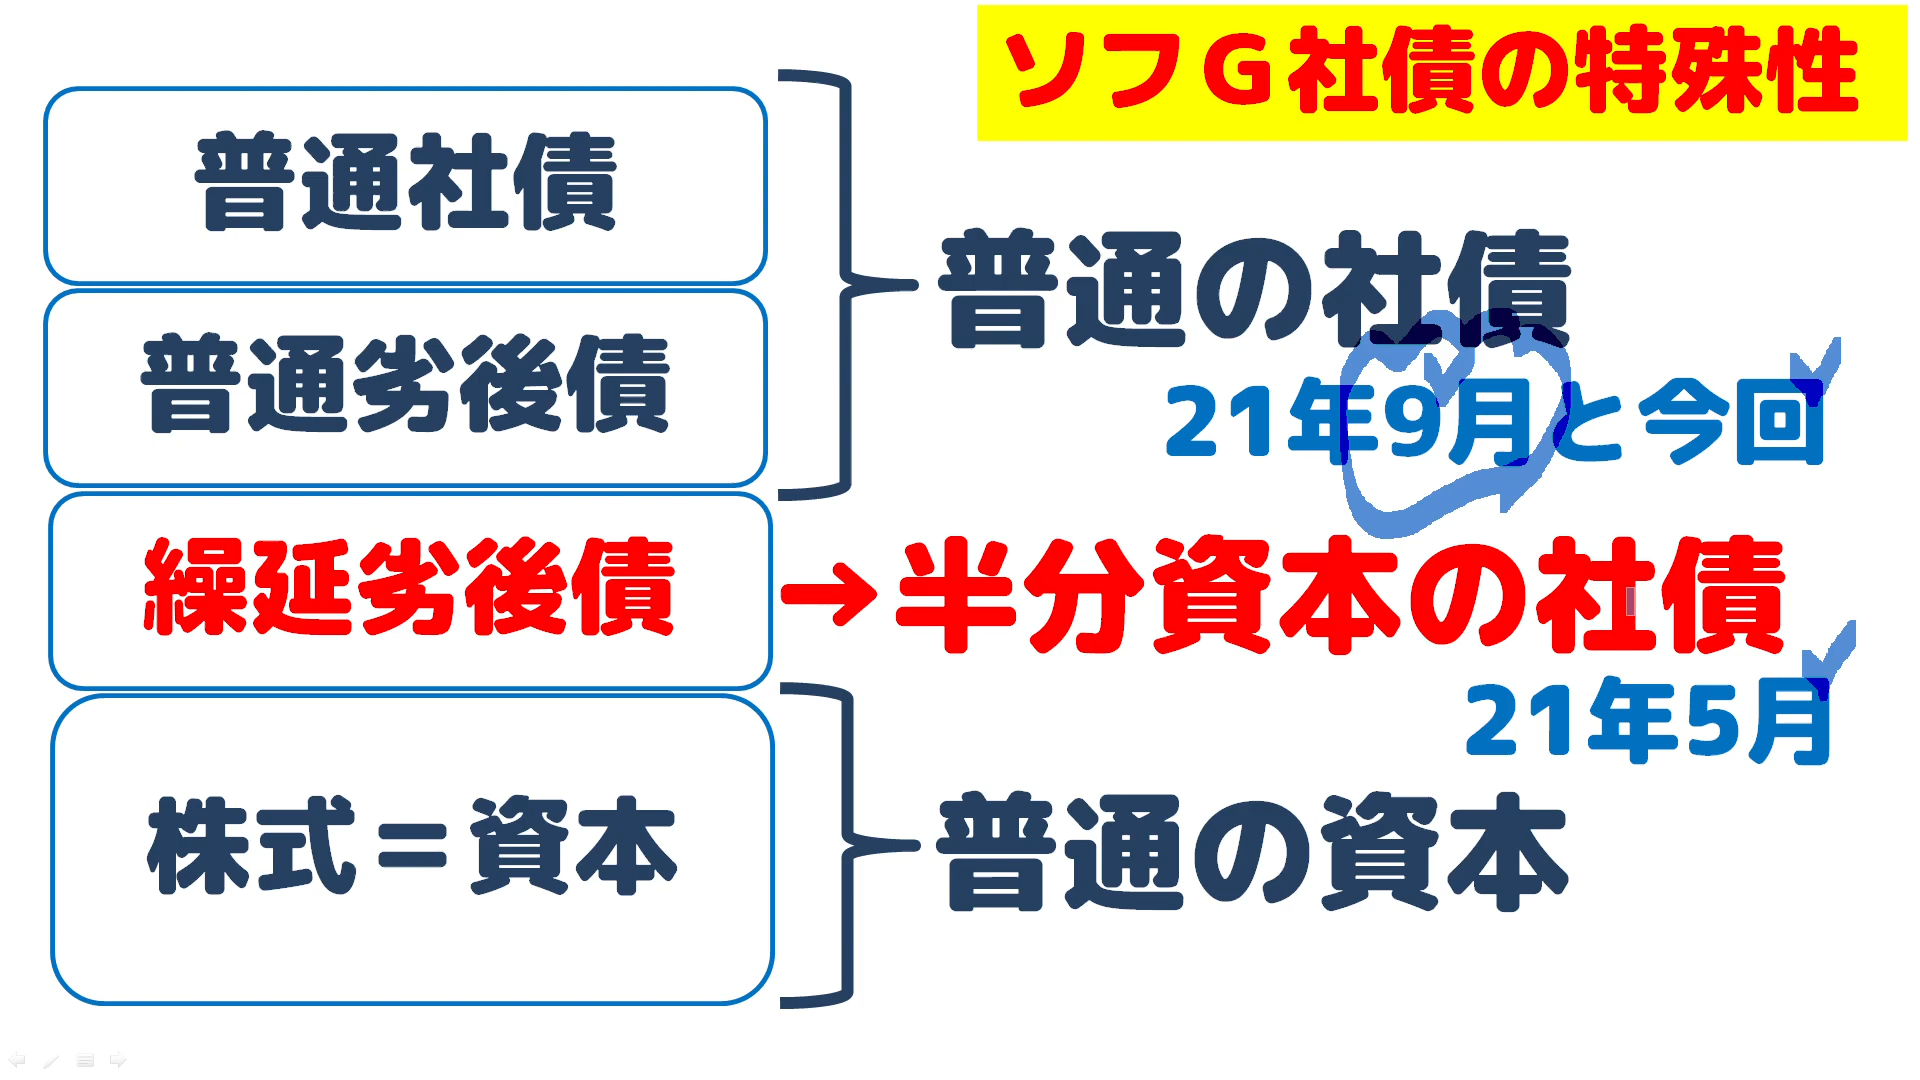 ソフＧ社債の特殊性
普通社債
普通劣後債
普通の社債
21年9月と今回
繰延劣後債
→半分資本の社債
21年5月
株式＝資本
普通の資本